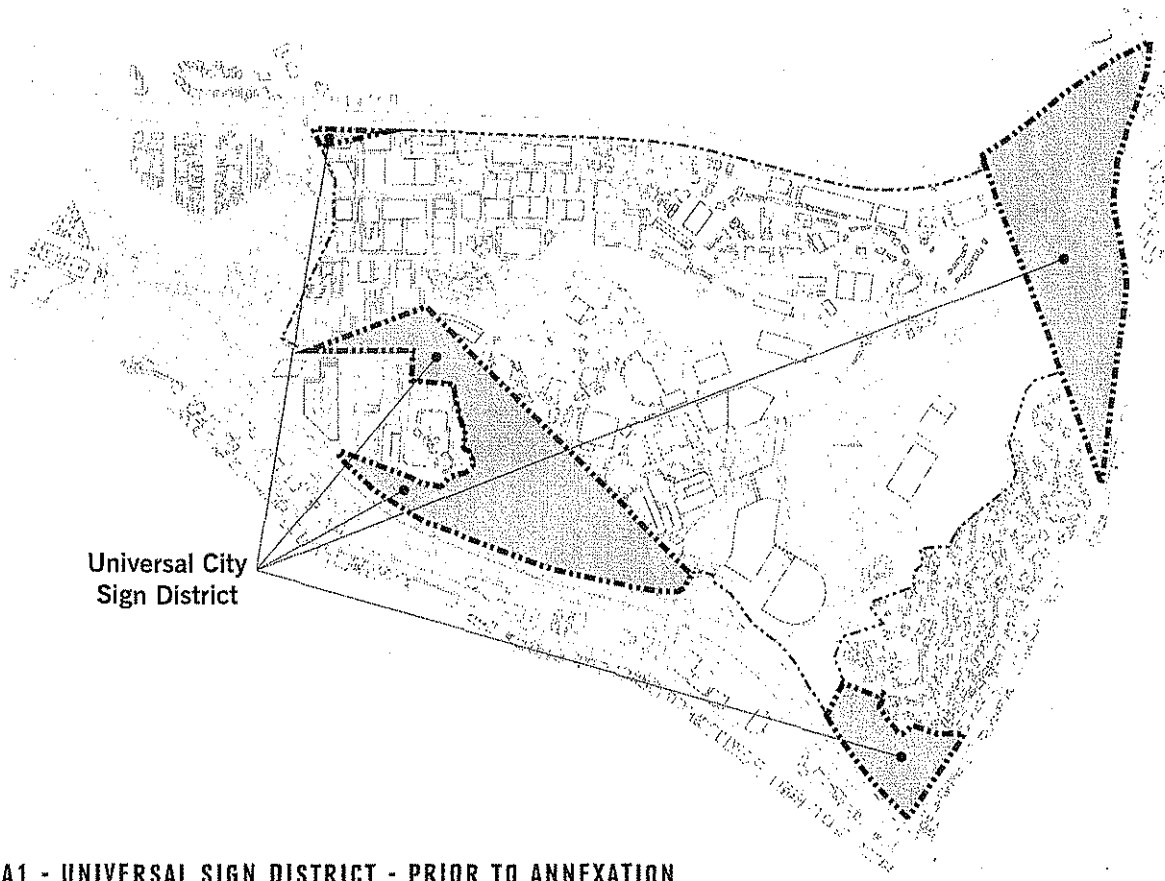 Universal City
Sign District
A1 - UNIVERSAL SIGN DISTRICT - PRIOR TO ANNEXATION